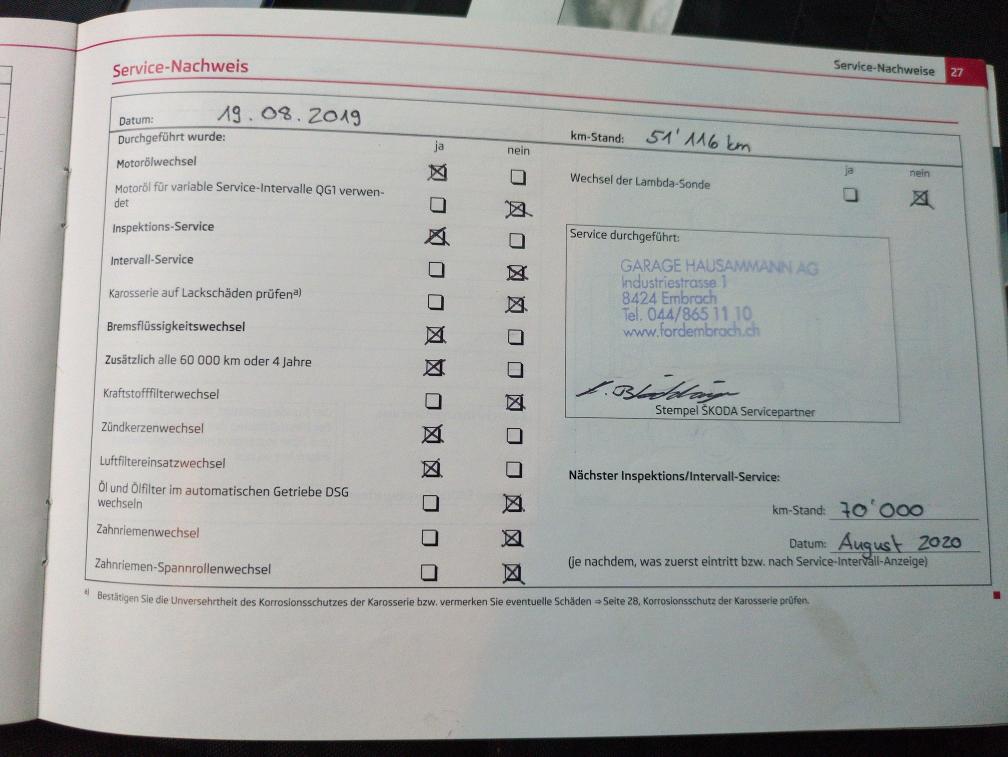 Service-Nachweis
Service-Nachweise 27
Datum: 19.08.2019
km-Stand: 51'116 km
Durchgeführt wurde:
ja nein
Motorölwechsel
Motoröl für variable Service-Intervalle QG1 verwen-
det
Inspektions-Service
Intervall-Service
Karosserie auf Lackschäden prüfen a)
Bremsflüssigkeitswechsel
Zusätzlich alle 60 000 km oder 4 Jahre
Kraftstofffilterwechsel
Zündkerzenwechsel
Luftfiltereinsatzwechsel
Öl und Ölfilter im automatischen Getriebe DSG
wechseln
Zahnriemenwechsel
Zahnriemen-Spannrollenwechsel
ja nein
Wechsel der Lambda-Sonde
Service durchgeführt:
GARAGE HAUSAMMANN AG
Industriestrasse 1
8424 Embrach
Tel. 044/865 11 10
www.fordembrach.ch
Stempel ŠKODA Servicepartner
Nächster Inspektions/Intervall-Service:
km-Stand: 70'000
Datum: August 2020
(je nachdem, was zuerst eintritt bzw. nach Service-Intervall-Anzeige)
a) Bestätigen Sie die Unversehrtheit des Korrosionsschutzes der Karosserie bzw. vermerken Sie eventuelle Schäden ⇒ Seite 28, Korrosionsschutz der Karosserie prüfen.